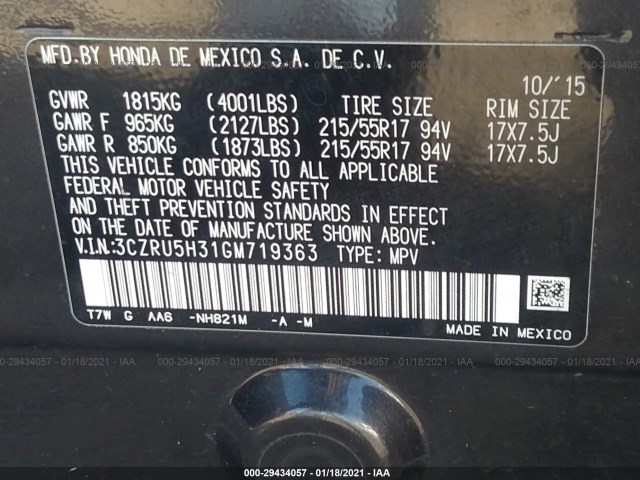 MFD. BY HONDA DE MEXICO S.A. DE C.V.
10/'15
GVWR 1815KG (4001LBS) TIRE SIZE RIM SIZE
GAWR F 965KG (2127LBS) 215/55R17 94V 17X7.5J
GAWR R 850KG (1873LBS) 215/55R17 94V 17X7.5J
THIS VEHICLE CONFORMS TO ALL APPLICABLE
FEDERAL MOTOR VEHICLE SAFETY
AND THEFT PREVENTION STANDARDS IN EFFECT
ON THE DATE OF MANUFACTURE SHOWN ABOVE.
V.I.N:3CZRU5H31GM719363 TYPE: MPV
T7W G AA6 -NH821M -A -M
MADE IN MEXICO
000-29434057 - 01/18/2021 - IAA
000-29434057 - 01/18/2021 - IAA